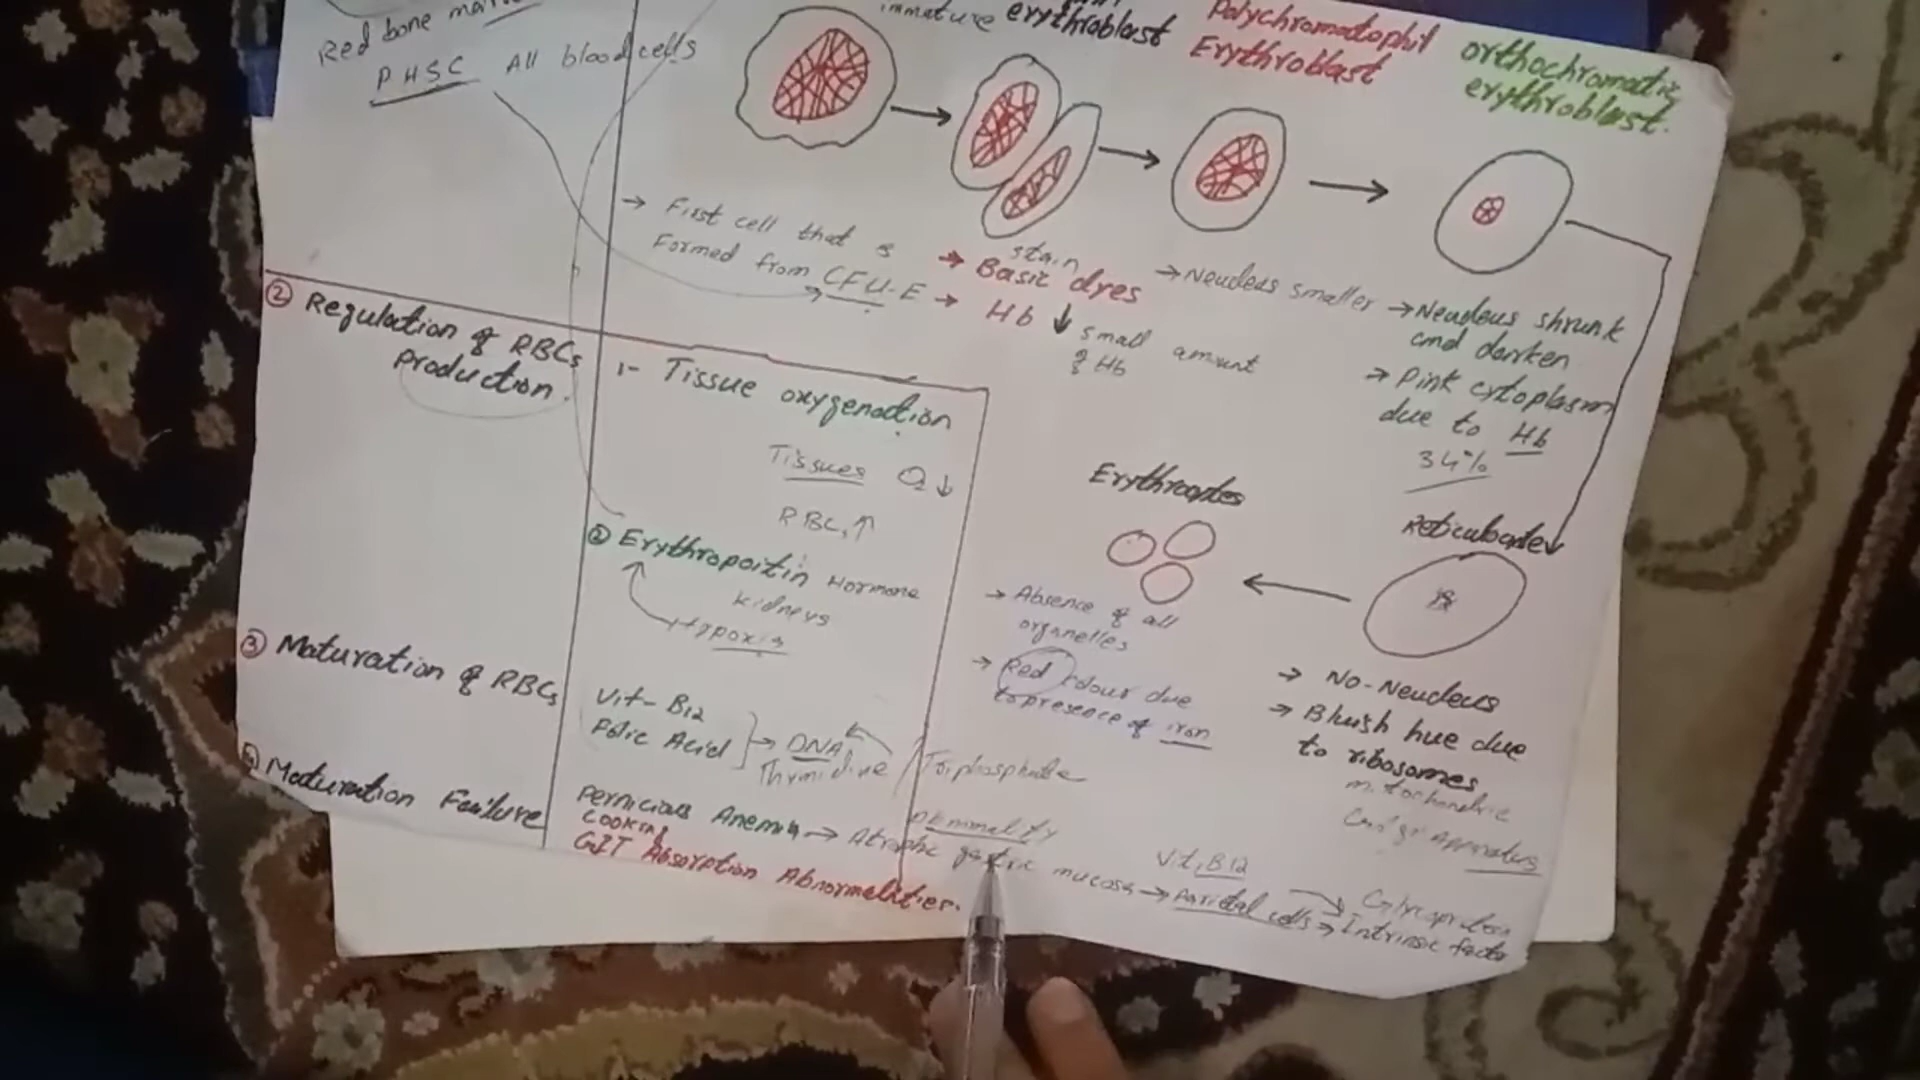 Red bone
PHSC All blood cells
immature erythroblast
Polychromatophil
Erythroblast
orthochromatic
erythroblast.
→ First cell that is
Formed from CFU-E
stain
→ Basic dyes
→ Hb ↓ small amount
of Hb
→ Neucleus smaller
→ Neucleus shrunk
and darken
→ Pink cytoplasm
due to Hb
34%
② Regulation of RBCs
production.
1- Tissue oxygenation
Tissues O2 ↓
RBCs ↑
② Erythropoitin Hormone
kidneys
Hypoxia
Erythrocytes
→ Absence of all
organelles
→ Red colour due
to presence of iron
Reticulocyte
→ No-Neucleus
→ Bluish hue due
to ribosomes
mitochondria
Golgi Apparatus
③ Maturation of RBCs
Vit-B12
Folic Acid → DNA
Thymidine Triphosphate
④ Maturation Failure
Pernicious Anemia → Atrophic gastric mucosa → Parietal cells → Intrinsic factor
abnormality
Vit,B12
Glycoprotein
cooking
GIT Absorption Abnormalities.